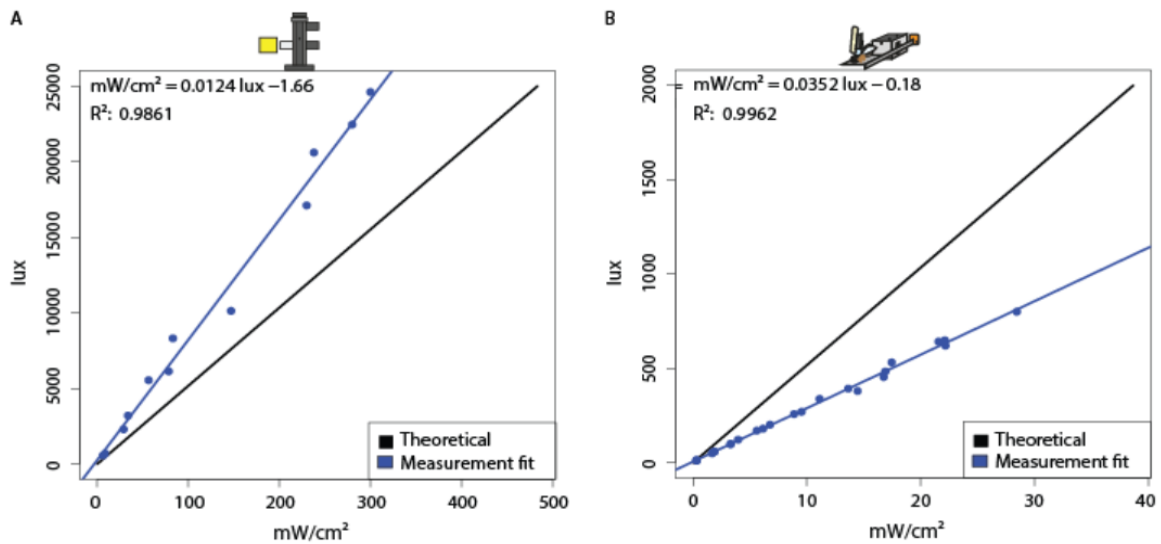 A
mW/cm² = 0.0124 lux −1.66
R²: 0.9861
25000
20000
15000
10000
5000
0
lux
0 100 200 300 400 500
mW/cm²
Theoretical
Measurement fit
B
= mW/cm² = 0.0352 lux − 0.18
R²: 0.9962
2000
1500
1000
500
0
lux
0 10 20 30 40
mW/cm²
Theoretical
Measurement fit